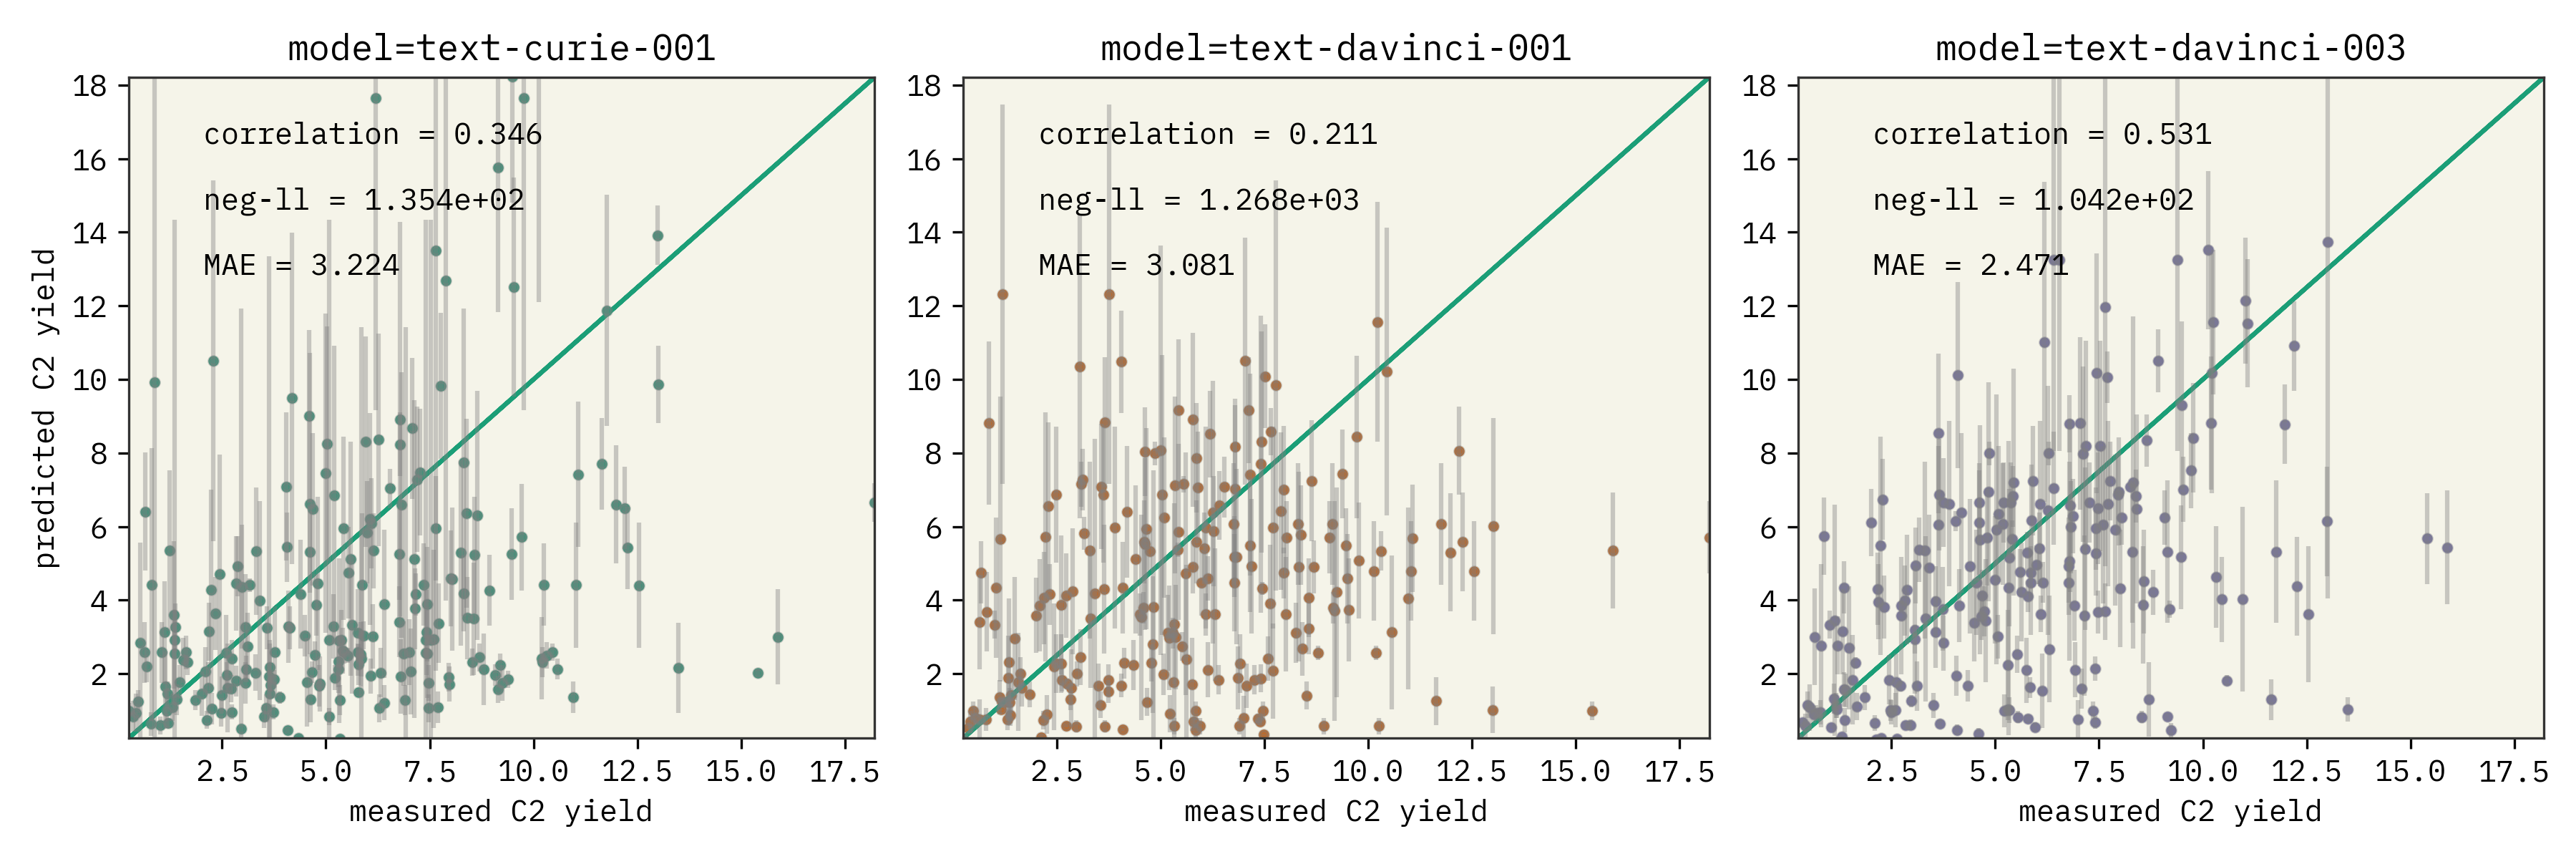 model=text-curie-001
18
16
14
12
10
8
6
4
2
predicted C2 yield
correlation = 0.346
neg-ll = 1.354e+02
MAE = 3.224
2.5 5.0 7.5 10.0 12.5 15.0 17.5
measured C2 yield
model=text-davinci-001
18
16
14
12
10
8
6
4
2
correlation = 0.211
neg-ll = 1.268e+03
MAE = 3.081
2.5 5.0 7.5 10.0 12.5 15.0 17.5
measured C2 yield
model=text-davinci-003
18
16
14
12
10
8
6
4
2
correlation = 0.531
neg-ll = 1.042e+02
MAE = 2.471
2.5 5.0 7.5 10.0 12.5 15.0 17.5
measured C2 yield